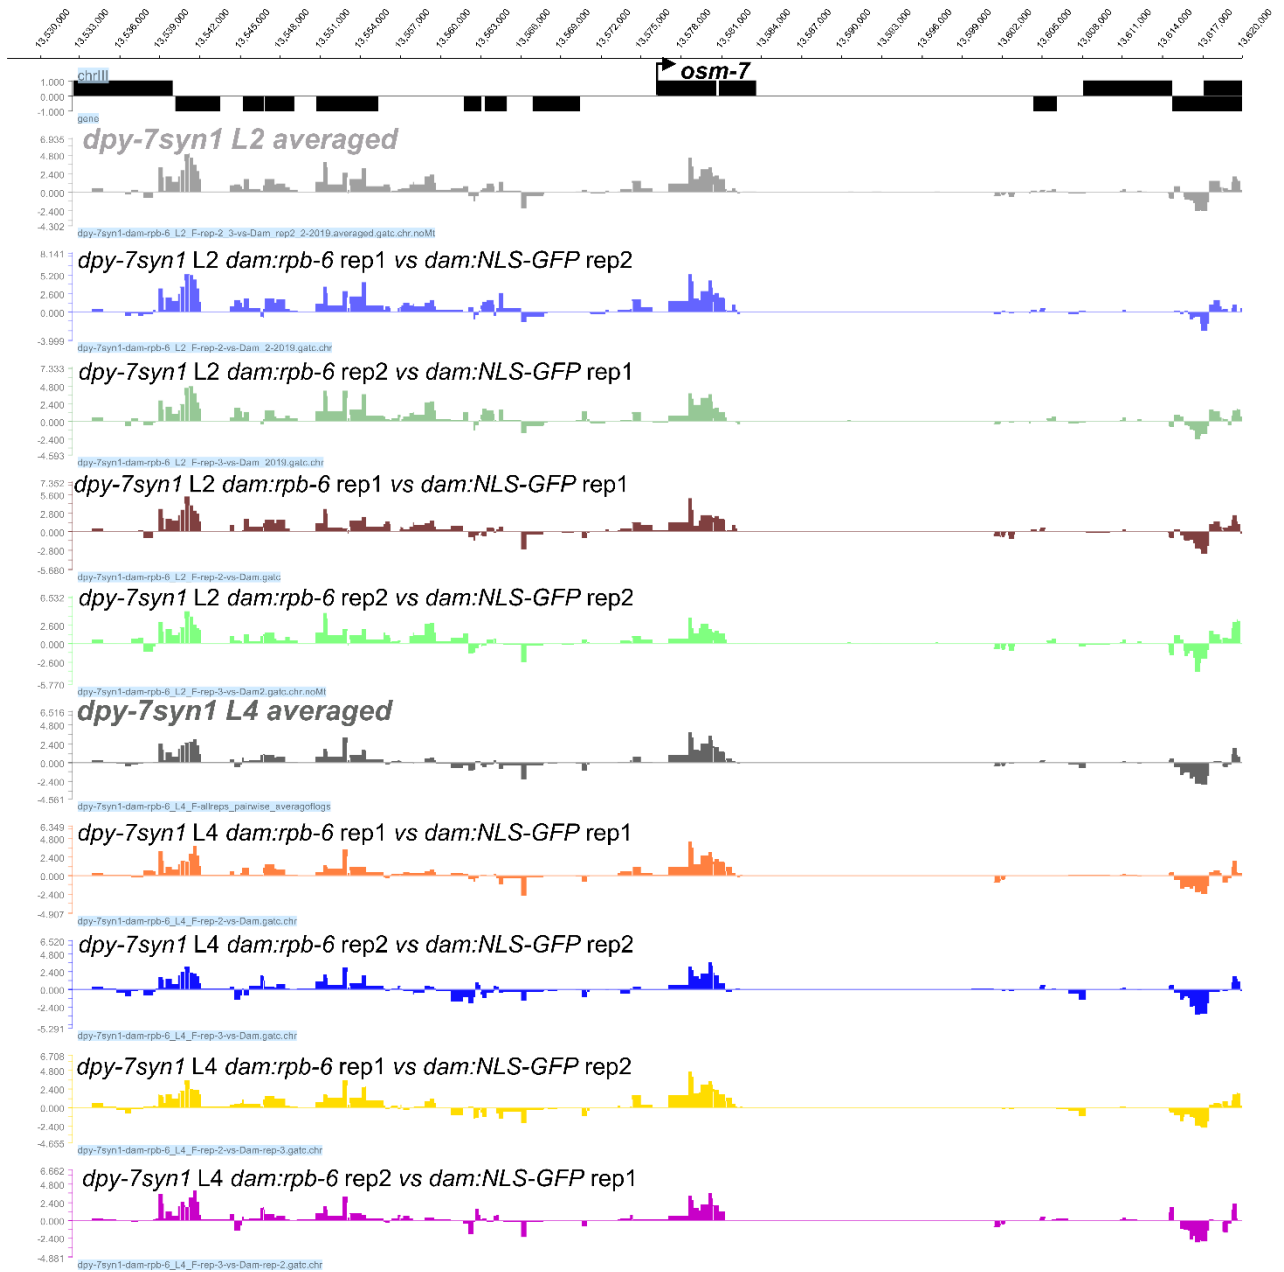 13,530,000 13,533,000 13,536,000 13,539,000 13,542,000 13,545,000 13,548,000 13,551,000 13,554,000 13,557,000 13,560,000 13,563,000 13,566,000 13,569,000 13,572,000 13,575,000 13,578,000 13,581,000 13,584,000 13,587,000 13,590,000 13,593,000 13,596,000 13,599,000 13,602,000 13,605,000 13,608,000 13,611,000 13,614,000 13,617,000 13,620,000
osm-7
chrIII
1.000
0.000
-1.000
gene
dpy-7syn1 L2 averaged
6.935
4.800
2.400
0.000
-2.400
-4.302
dpy-7syn1-dam-rpb-6_L2_F-rep-2_3-vs-Dam_rep2_2-2019.averaged.gatc.chr.noMt
dpy-7syn1 L2 dam:rpb-6 rep1 vs dam:NLS-GFP rep2
8.141
5.200
2.600
0.000
-3.999
dpy-7syn1-dam-rpb-6_L2_F-rep-2-vs-Dam_2-2019.gatc.chr
dpy-7syn1 L2 dam:rpb-6 rep2 vs dam:NLS-GFP rep1
7.333
4.800
2.400
0.000
-2.400
-4.593
dpy-7syn1-dam-rpb-6_L2_F-rep-3-vs-Dam_2019.gatc.chr
dpy-7syn1 L2 dam:rpb-6 rep1 vs dam:NLS-GFP rep1
7.352
5.600
2.800
0.000
-2.800
-5.680
dpy-7syn1-dam-rpb-6_L2_F-rep-2-vs-Dam.gatc
dpy-7syn1 L2 dam:rpb-6 rep2 vs dam:NLS-GFP rep2
6.532
2.600
0.000
-2.600
-5.770
dpy-7syn1-dam-rpb-6_L2_F-rep-3-vs-Dam2.gatc.chr.noMt
dpy-7syn1 L4 averaged
6.516
4.800
2.400
0.000
-2.400
-4.561
dpy-7syn1-dam-rpb-6_L4_F-allreps_pairwise_averagoflogs
dpy-7syn1 L4 dam:rpb-6 rep1 vs dam:NLS-GFP rep1
6.349
4.800
2.400
0.000
-2.400
-4.907
dpy-7syn1-dam-rpb-6_L4_F-rep-2-vs-Dam.gatc.chr
dpy-7syn1 L4 dam:rpb-6 rep2 vs dam:NLS-GFP rep2
6.520
4.800
2.400
0.000
-2.400
-5.291
dpy-7syn1-dam-rpb-6_L4_F-rep-3-vs-Dam.gatc.chr
dpy-7syn1 L4 dam:rpb-6 rep1 vs dam:NLS-GFP rep2
6.708
4.800
2.400
0.000
-2.400
-4.655
dpy-7syn1-dam-rpb-6_L4_F-rep-2-vs-Dam-rep-3.gatc.chr
dpy-7syn1 L4 dam:rpb-6 rep2 vs dam:NLS-GFP rep1
6.662
4.800
2.400
0.000
-2.400
-4.881
dpy-7syn1-dam-rpb-6_L4_F-rep-3-vs-Dam-rep-2.gatc.chr